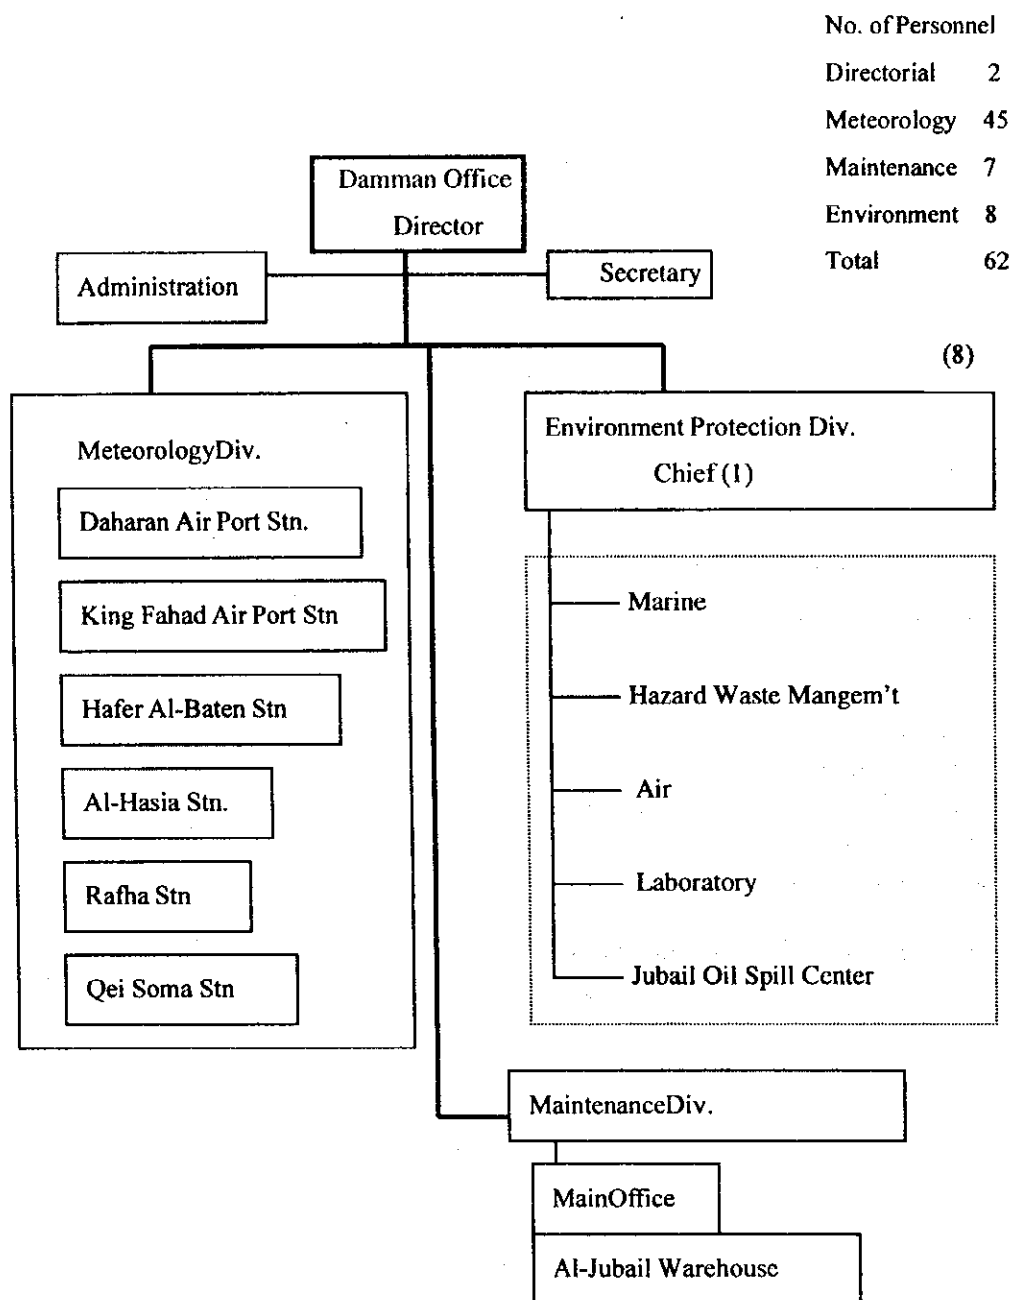 No. of Personnel
Directorial 2
Meteorology 45
Maintenance 7
Environment 8
Total 62
Damman Office
Director
Administration
Secretary
(8)
MeteorologyDiv.
Daharan Air Port Stn.
King Fahad Air Port Stn
Hafer Al-Baten Stn
Al-Hasia Stn.
Rafha Stn
Qei Soma Stn
Environment Protection Div.
Chief (1)
Marine
Hazard Waste Mangem't
Air
Laboratory
Jubail Oil Spill Center
MaintenanceDiv.
MainOffice
Al-Jubail Warehouse